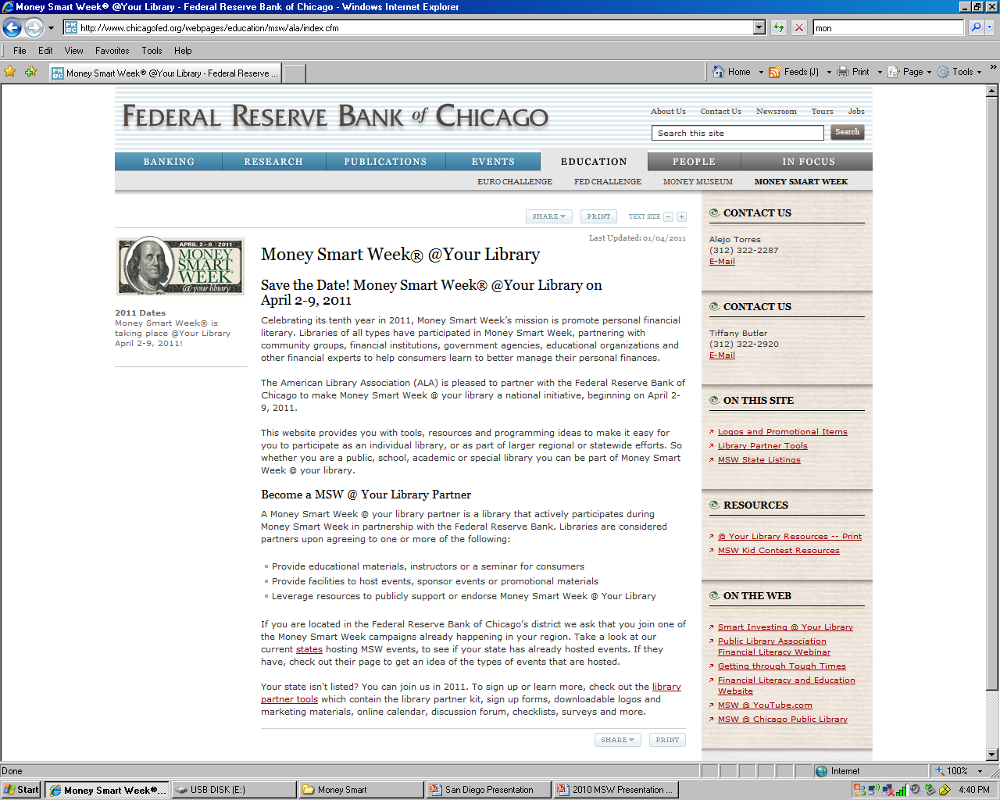 Money Smart Week® @Your Library - Federal Reserve Bank of Chicago - Windows Internet Explorer
http://www.chicagofed.org/webpages/education/msw/ala/index.cfm
mon
File Edit View Favorites Tools Help
Money Smart Week® @Your Library - Federal Reserve ...
Home Feeds (J) Print Page Tools
FEDERAL RESERVE BANK of CHICAGO
About Us Contact Us Newsroom Tours Jobs
Search this site Search
BANKING RESEARCH PUBLICATIONS EVENTS EDUCATION PEOPLE IN FOCUS
EURO CHALLENGE FED CHALLENGE MONEY MUSEUM MONEY SMART WEEK
SHARE PRINT TEXT SIZE - +
Last Updated: 01/04/2011
APRIL 2-9, 2011
MONEY
SMART
WEEK
@ your library
2011 Dates
Money Smart Week® is
taking place @Your Library
April 2-9, 2011!
Money Smart Week® @Your Library
Save the Date! Money Smart Week® @Your Library on
April 2-9, 2011
Celebrating its tenth year in 2011, Money Smart Week's mission is promote personal financial
literary. Libraries of all types have participated in Money Smart Week, partnering with
community groups, financial institutions, government agencies, educational organizations and
other financial experts to help consumers learn to better manage their personal finances.
The American Library Association (ALA) is pleased to partner with the Federal Reserve Bank of
Chicago to make Money Smart Week @ your library a national initiative, beginning on April 2-
9, 2011.
This website provides you with tools, resources and programming ideas to make it easy for
you to participate as an individual library, or as part of larger regional or statewide efforts. So
whether you are a public, school, academic or special library you can be part of Money Smart
Week @ your library.
Become a MSW @ Your Library Partner
A Money Smart Week @ your library partner is a library that actively participates during
Money Smart Week in partnership with the Federal Reserve Bank. Libraries are considered
partners upon agreeing to one or more of the following:
Provide educational materials, instructors or a seminar for consumers
Provide facilities to host events, sponsor events or promotional materials
Leverage resources to publicly support or endorse Money Smart Week @ Your Library
If you are located in the Federal Reserve Bank of Chicago's district we ask that you join one of
the Money Smart Week campaigns already happening in your region. Take a look at our
current states hosting MSW events, to see if your state has already hosted events. If they
have, check out their page to get an idea of the types of events that are hosted.
Your state isn't listed? You can join us in 2011. To sign up or learn more, check out the library
partner tools which contain the library partner kit, sign up forms, downloadable logos and
marketing materials, online calendar, discussion forum, checklists, surveys and more.
SHARE PRINT
CONTACT US
Alejo Torres
(312) 322-2287
E-Mail
CONTACT US
Tiffany Butler
(312) 322-2920
E-Mail
ON THIS SITE
Logos and Promotional Items
Library Partner Tools
MSW State Listings
RESOURCES
@ Your Library Resources -- Print
MSW Kid Contest Resources
ON THE WEB
Smart Investing @ Your Library
Public Library Association
Financial Literacy Webinar
Getting through Tough Times
Financial Literacy and Education
Website
MSW @ YouTube.com
MSW @ Chicago Public Library
Done Internet 100%
Start Money Smart Week®... USB DISK (E:) Money Smart San Diego Presentation 2010 MSW Presentation ... 4:40 PM